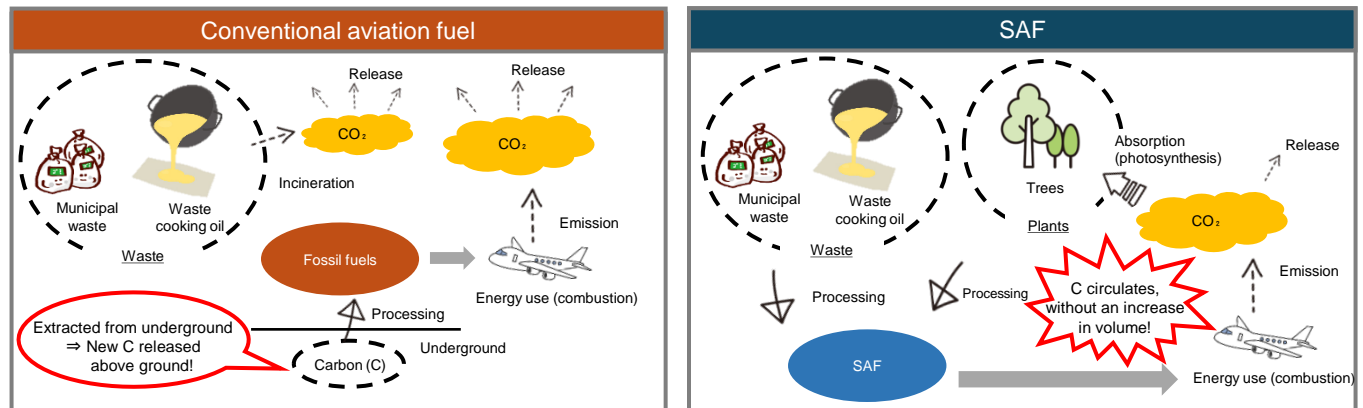 Conventional aviation fuel
Release
Release
CO₂
CO₂
Incineration
Municipal
waste
Waste
cooking oil
Waste
Emission
Fossil fuels
Energy use (combustion)
Processing
Extracted from underground
⇒ New C released
above ground!
Underground
Carbon (C)
SAF
Absorption
(photosynthesis)
Release
Trees
Municipal
waste
Waste
cooking oil
Waste
Plants
CO₂
Emission
Processing
Processing
C circulates,
without an increase
in volume!
SAF
Energy use (combustion)